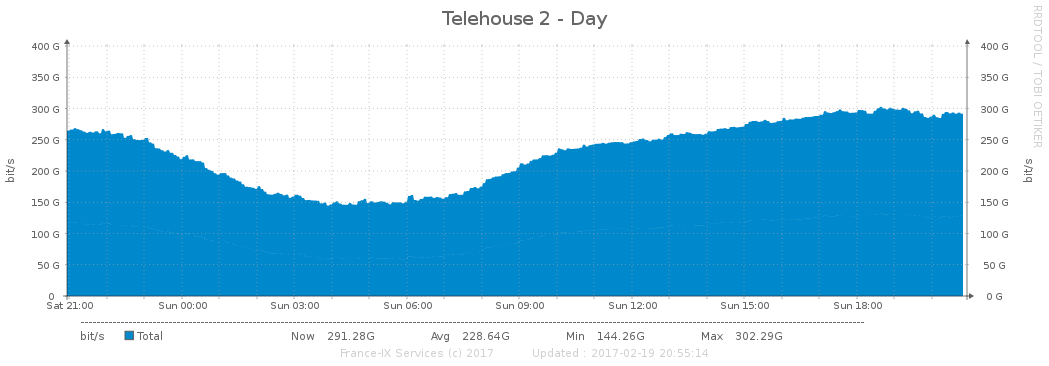 Telehouse 2 - Day
RRDTOOL / TOBI OETIKER
bit/s
400 G 400 G
350 G 350 G
300 G 300 G
250 G 250 G
200 G 200 G
150 G 150 G
100 G 100 G
50 G 50 G
0 0 G
bit/s
Sat 21:00 Sun 00:00 Sun 03:00 Sun 06:00 Sun 09:00 Sun 12:00 Sun 15:00 Sun 18:00
bit/s Total Now 291.28G Avg 228.64G Min 144.26G Max 302.29G
France-IX Services (c) 2017 Updated : 2017-02-19 20:55:14